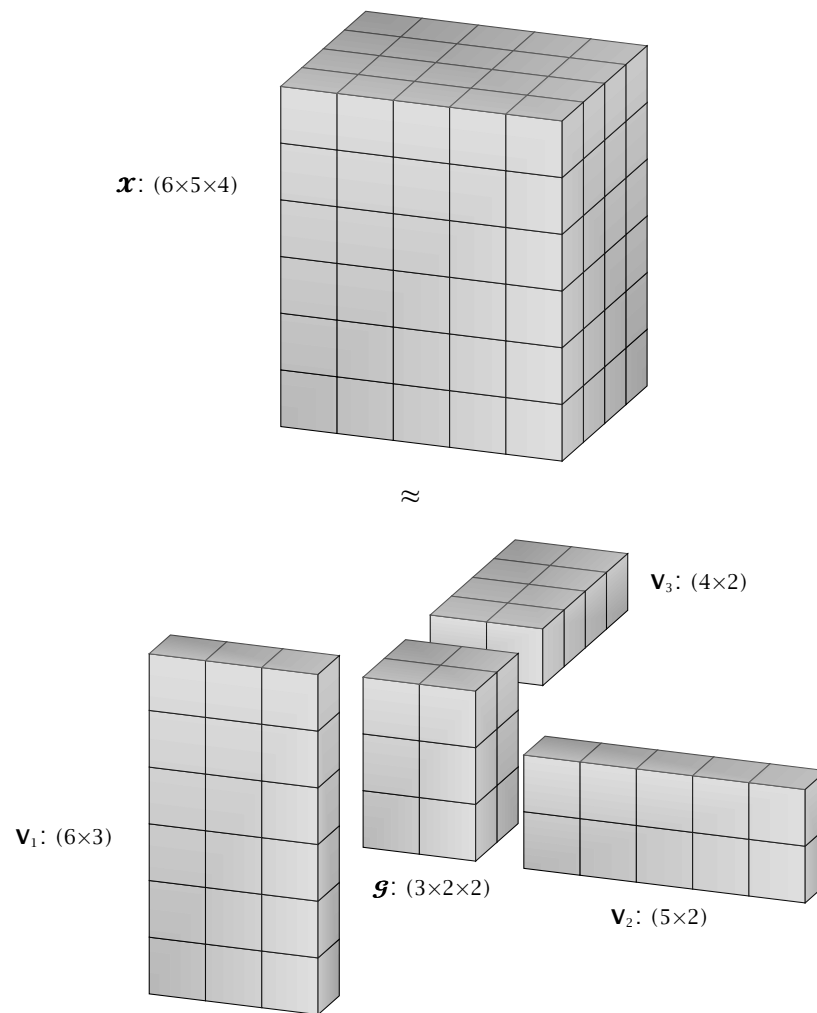 𝔁: (6×5×4)
≈
V₃: (4×2)
V₁: (6×3)
𝓖: (3×2×2)
V₂: (5×2)